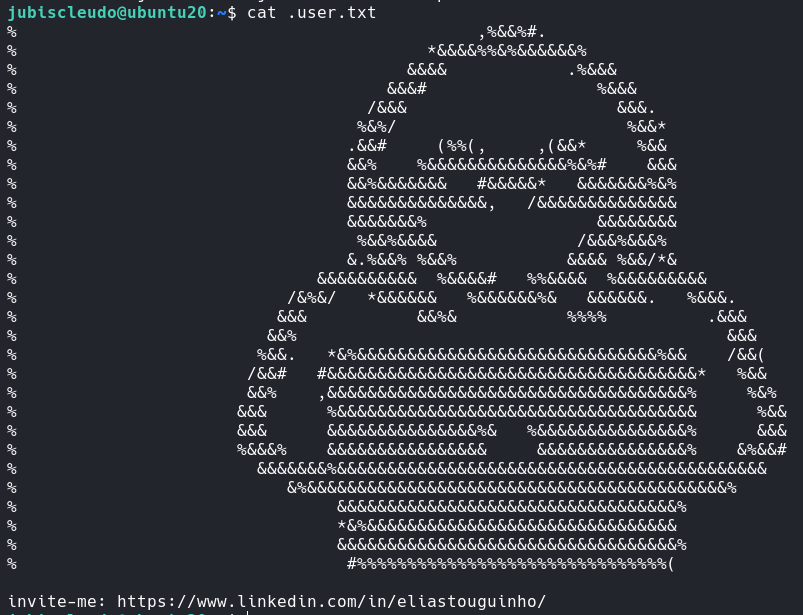 jubiscleudo@ubuntu20:~$ cat .user.txt
%                                              ,%&&%#.
%                                         *&&&&%%&%&&&&&&%
%                                       &&&&            .%&&&
%                                     &&&#                 %&&&
%                                   /&&&                     &&&.
%                                  %&%/                       %&&*
%                                 .&&#     (%%(,     ,(&&*     %&&
%                                 &&%    %&&&&&&&&&&&&&&%&%#    &&&
%                                 &&%&&&&&&&   #&&&&&*   &&&&&&&%&%
%                                 &&&&&&&&&&&&&&,   /&&&&&&&&&&&&&&
%                                 &&&&&&&%                 &&&&&&&&
%                                  %&&%&&&&              /&&&%&&&%
%                                 &.%&&% %&&%           &&&& %&&/*&
%                              &&&&&&&&&&  %&&&&#   %%&&&&  %&&&&&&&&&
%                           /&%&/   *&&&&&&   %&&&&&&%&   &&&&&&.   %&&&.
%                          &&&           &&%&           %%%%          .&&&
%                         &&%                                           &&&
%                        %&&.   *&%&&&&&&&&&&&&&&&&&&&&&&&&&&&&&&%&&    /&&(
%                       /&&#   #&&&&&&&&&&&&&&&&&&&&&&&&&&&&&&&&&&&&&*   %&&
%                       &&%    ,&&&&&&&&&&&&&&&&&&&&&&&&&&&&&&&&&&&&%     %&%
%                      &&&      %&&&&&&&&&&&&&&&&&&&&&&&&&&&&&&&&&&&&      %&&
%                      &&&      &&&&&&&&&&&&&&&%&   %&&&&&&&&&&&&&&&%      &&&
%                      %&&&%    &&&&&&&&&&&&&&&&     &&&&&&&&&&&&&&&%    &%&&#
%                        &&&&&&&%&&&&&&&&&&&&&&&&&&&&&&&&&&&&&&&&&&&&&&&&&&&
%                           &%&&&&&&&&&&&&&&&&&&&&&&&&&&&&&&&&&&&&&&&&&&%
%                                &&&&&&&&&&&&&&&&&&&&&&&&&&&&&&&&&&%
%                                *&%&&&&&&&&&&&&&&&&&&&&&&&&&&&&&&&
%                                &&&&&&&&&&&&&&&&&&&&&&&&&&&&&&&&&&%
%                                 #%%%%%%%%%%%%%%%%%%%%%%%%%%%%%%%(
invite-me: https://www.linkedin.com/in/eliastouguinho/